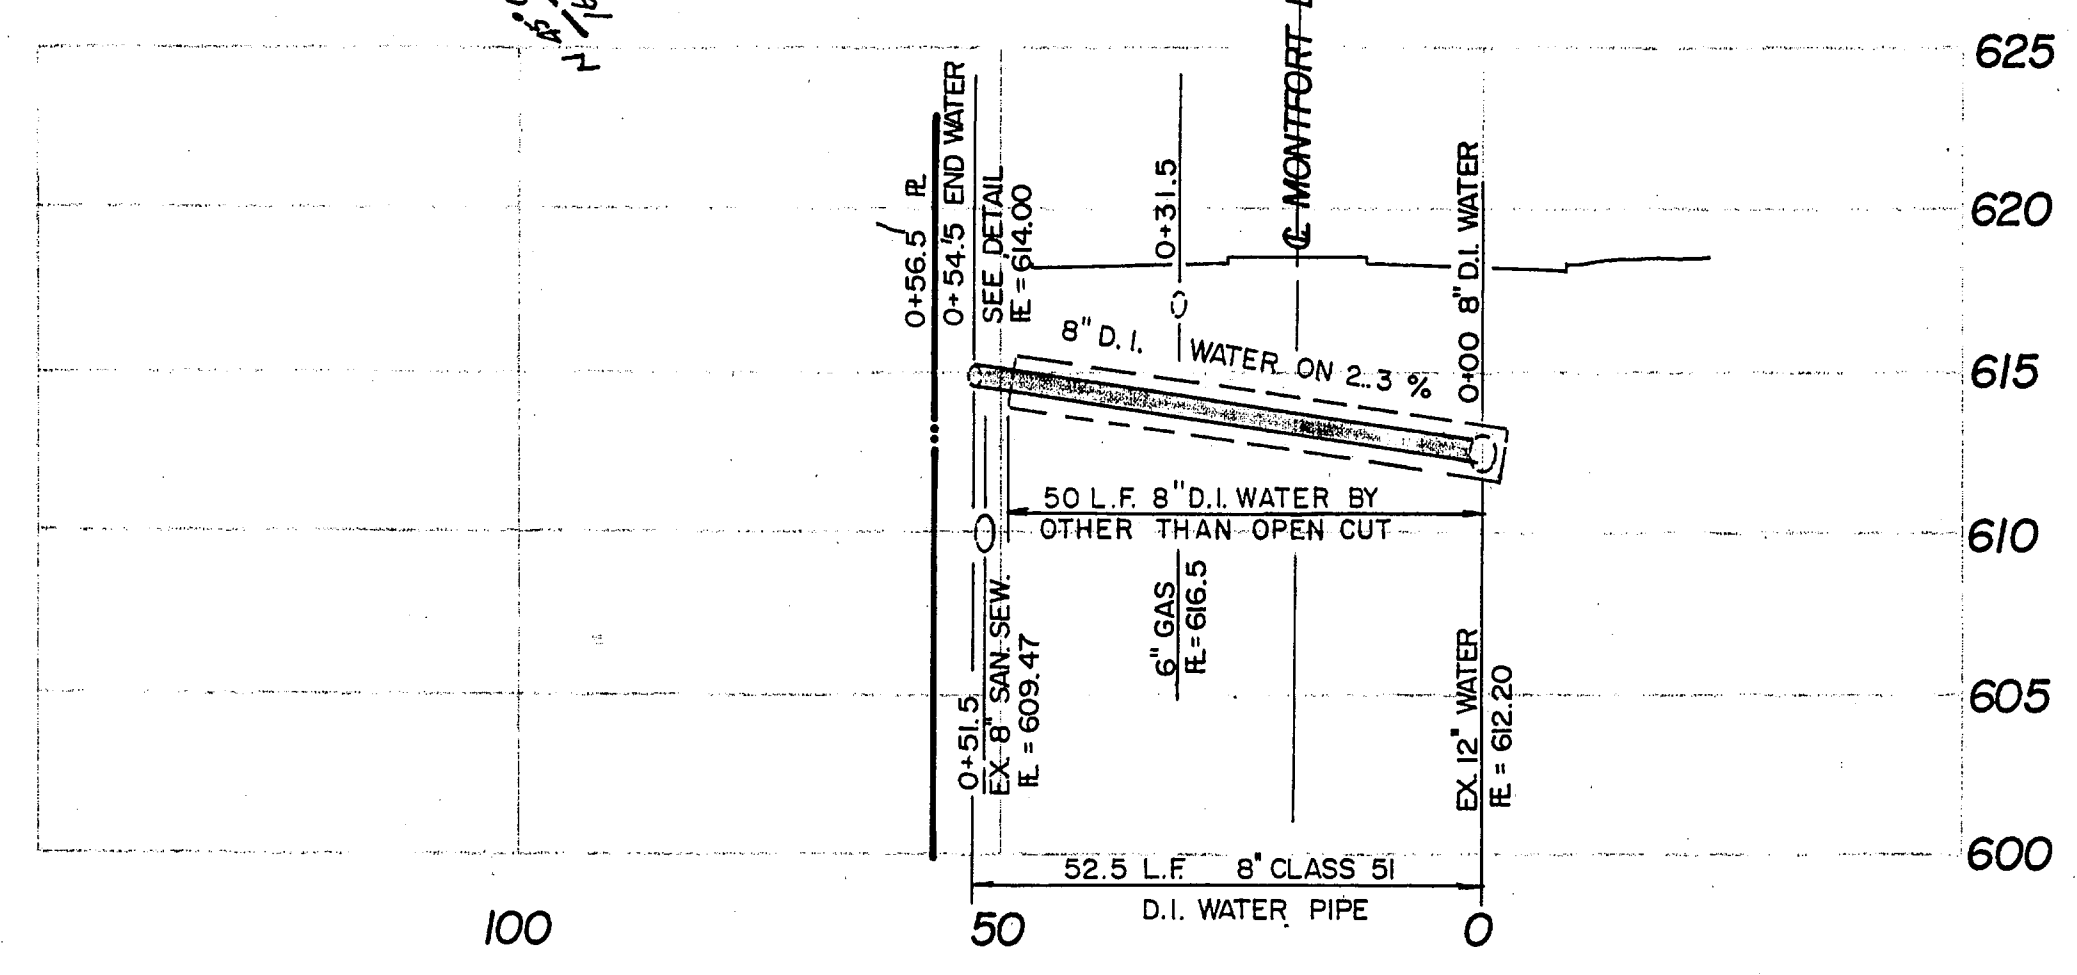 625
620
615
610
605
600
0+56.5 ㄗL
0+54.5 END WATER
SEE DETAIL
FL = 614.00
0+31.5
℄ MONTFORT
0+00 8" D.I. WATER
8" D.I. WATER ON 2.3 %
50 L.F. 8" D.I. WATER BY
OTHER THAN OPEN CUT
0+51.5
EX. 8" SAN. SEW.
FL = 609.47
6" GAS
FL = 616.5
EX. 12" WATER
FL = 612.20
52.5 L.F. 8" CLASS 51
D.I. WATER PIPE
100 50 0